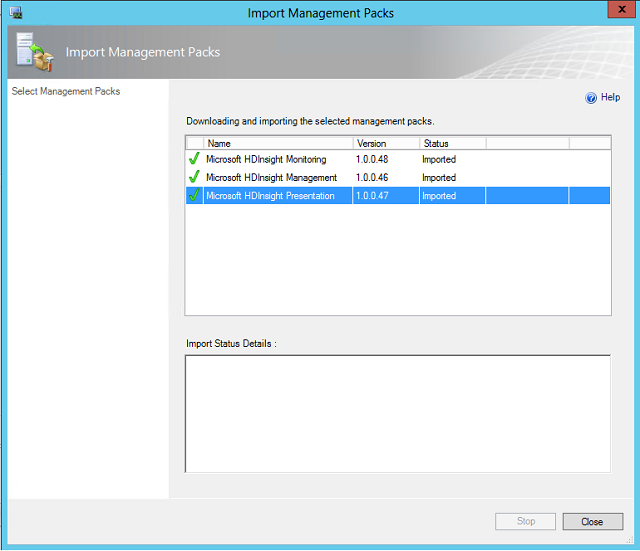 Import Management Packs
X
Import Management Packs
Select Management Packs
? Help
Downloading and importing the selected management packs.
Name Version Status
Microsoft HDInsight Monitoring 1.0.0.48 Imported
Microsoft HDInsight Management 1.0.0.46 Imported
Microsoft HDInsight Presentation 1.0.0.47 Imported
Import Status Details :
Stop Close